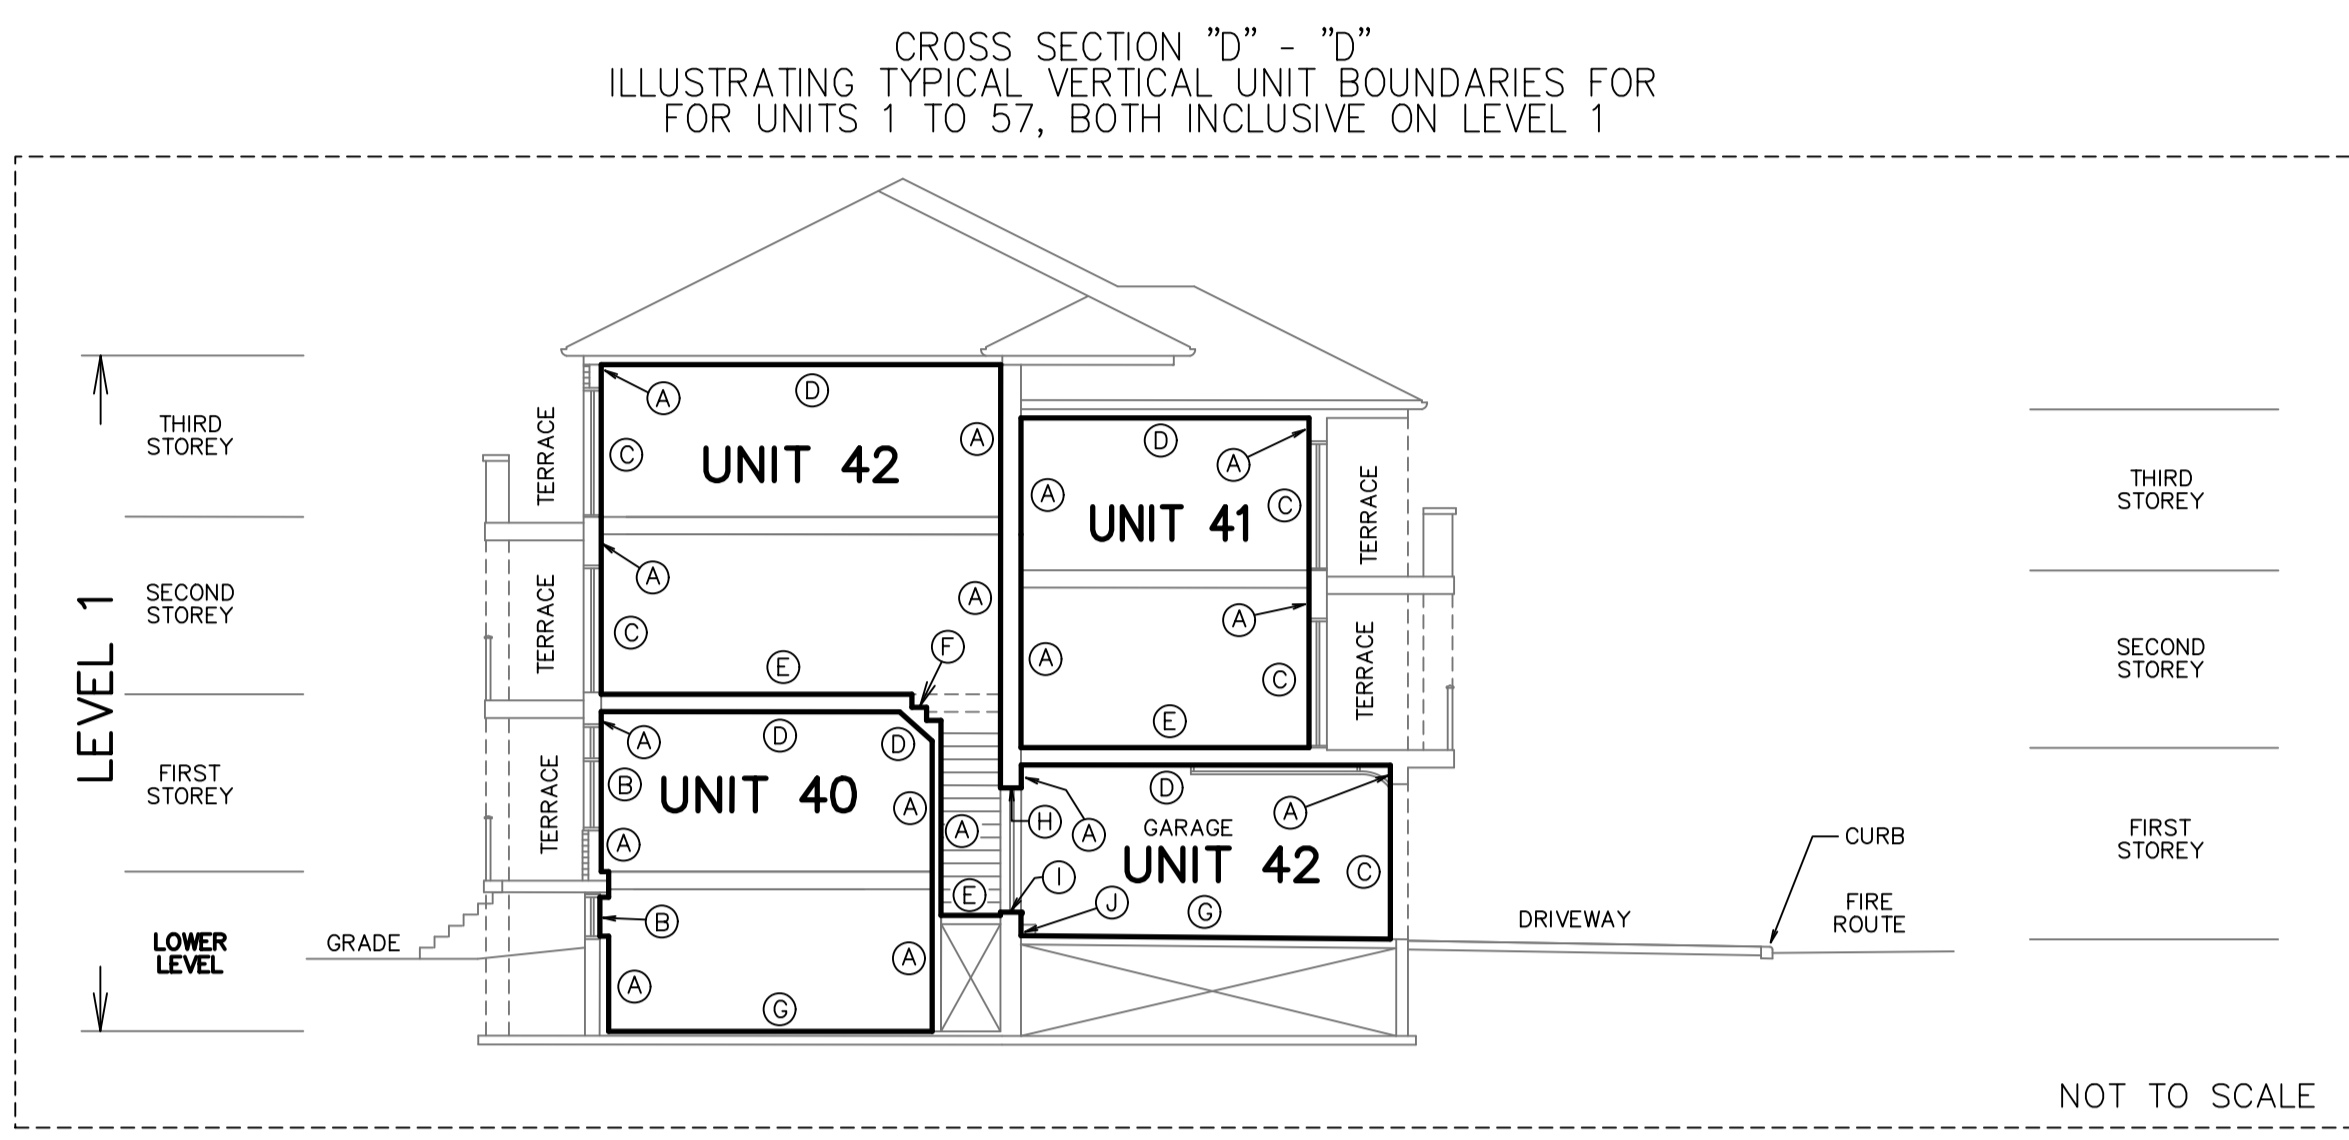 CROSS SECTION "D" - "D"
ILLUSTRATING TYPICAL VERTICAL UNIT BOUNDARIES FOR
FOR UNITS 1 TO 57, BOTH INCLUSIVE ON LEVEL 1
LEVEL 1
THIRD
STOREY
SECOND
STOREY
FIRST
STOREY
LOWER
LEVEL
GRADE
TERRACE
TERRACE
TERRACE
A
D
C
A
UNIT 42
A
C
A
E
F
A
D
D
B
UNIT 40
A
A
B
A
A
G
A
E
D
A
A
C
UNIT 41
A
A
C
E
TERRACE
TERRACE
D
H
A
A
GARAGE
UNIT 42
C
I
J
G
CURB
DRIVEWAY
FIRE
ROUTE
THIRD
STOREY
SECOND
STOREY
FIRST
STOREY
NOT TO SCALE